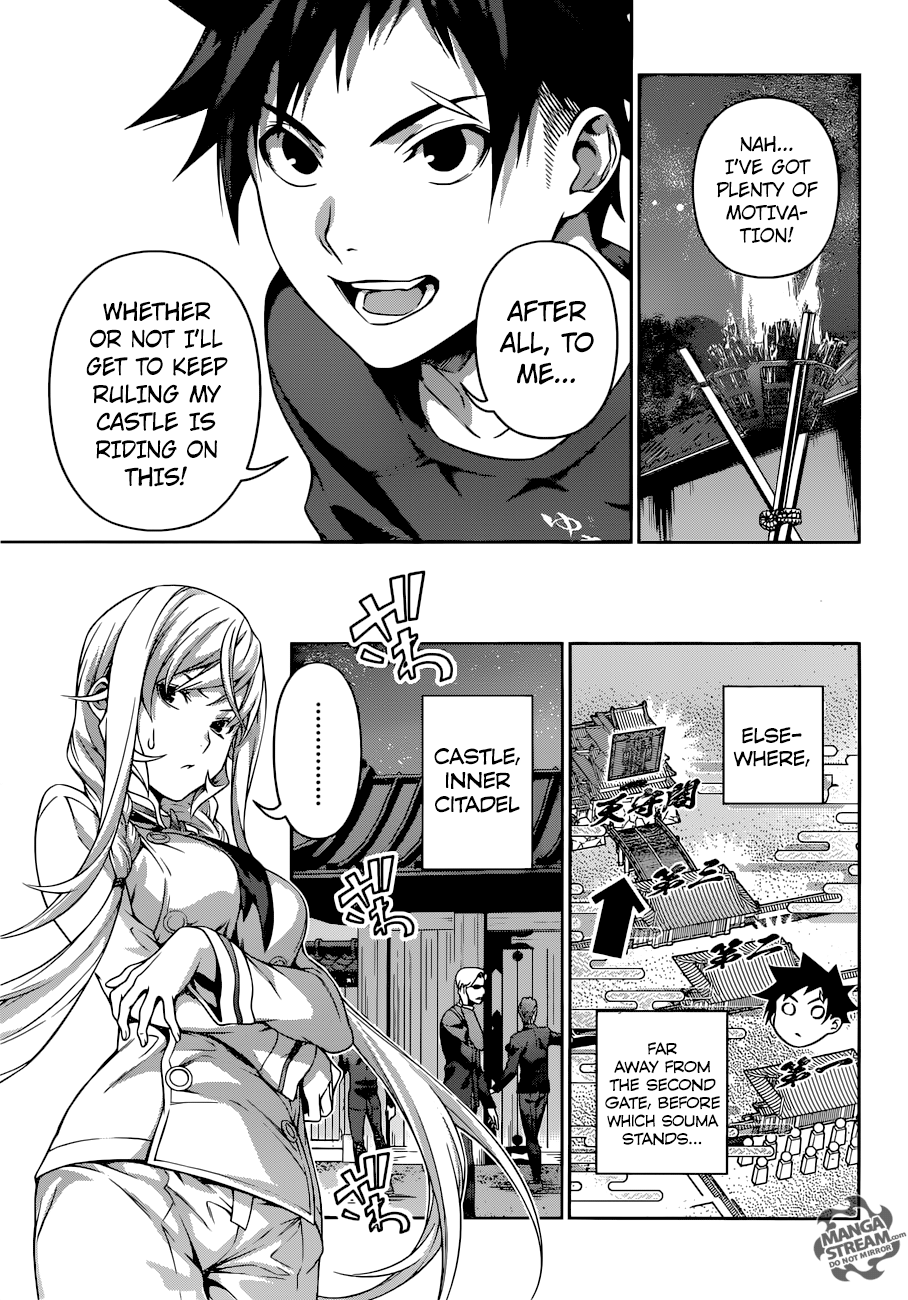 NAH...
I'VE GOT
PLENTY OF
MOTIVA-
TION!
AFTER
ALL, TO
ME...
WHETHER
OR NOT I'LL
GET TO KEEP
RULING MY
CASTLE IS
RIDING ON
THIS!
ゆ
ELSE-
WHERE,
天守閣
第三
第二
第一
FAR
AWAY FROM
THE SECOND
GATE, BEFORE
WHICH SOUMA
STANDS...
CASTLE,
INNER
CITADEL
ざわ
ざわ
ざわ
..........
MANGA
STREAM.com
DO NOT MIRROR!